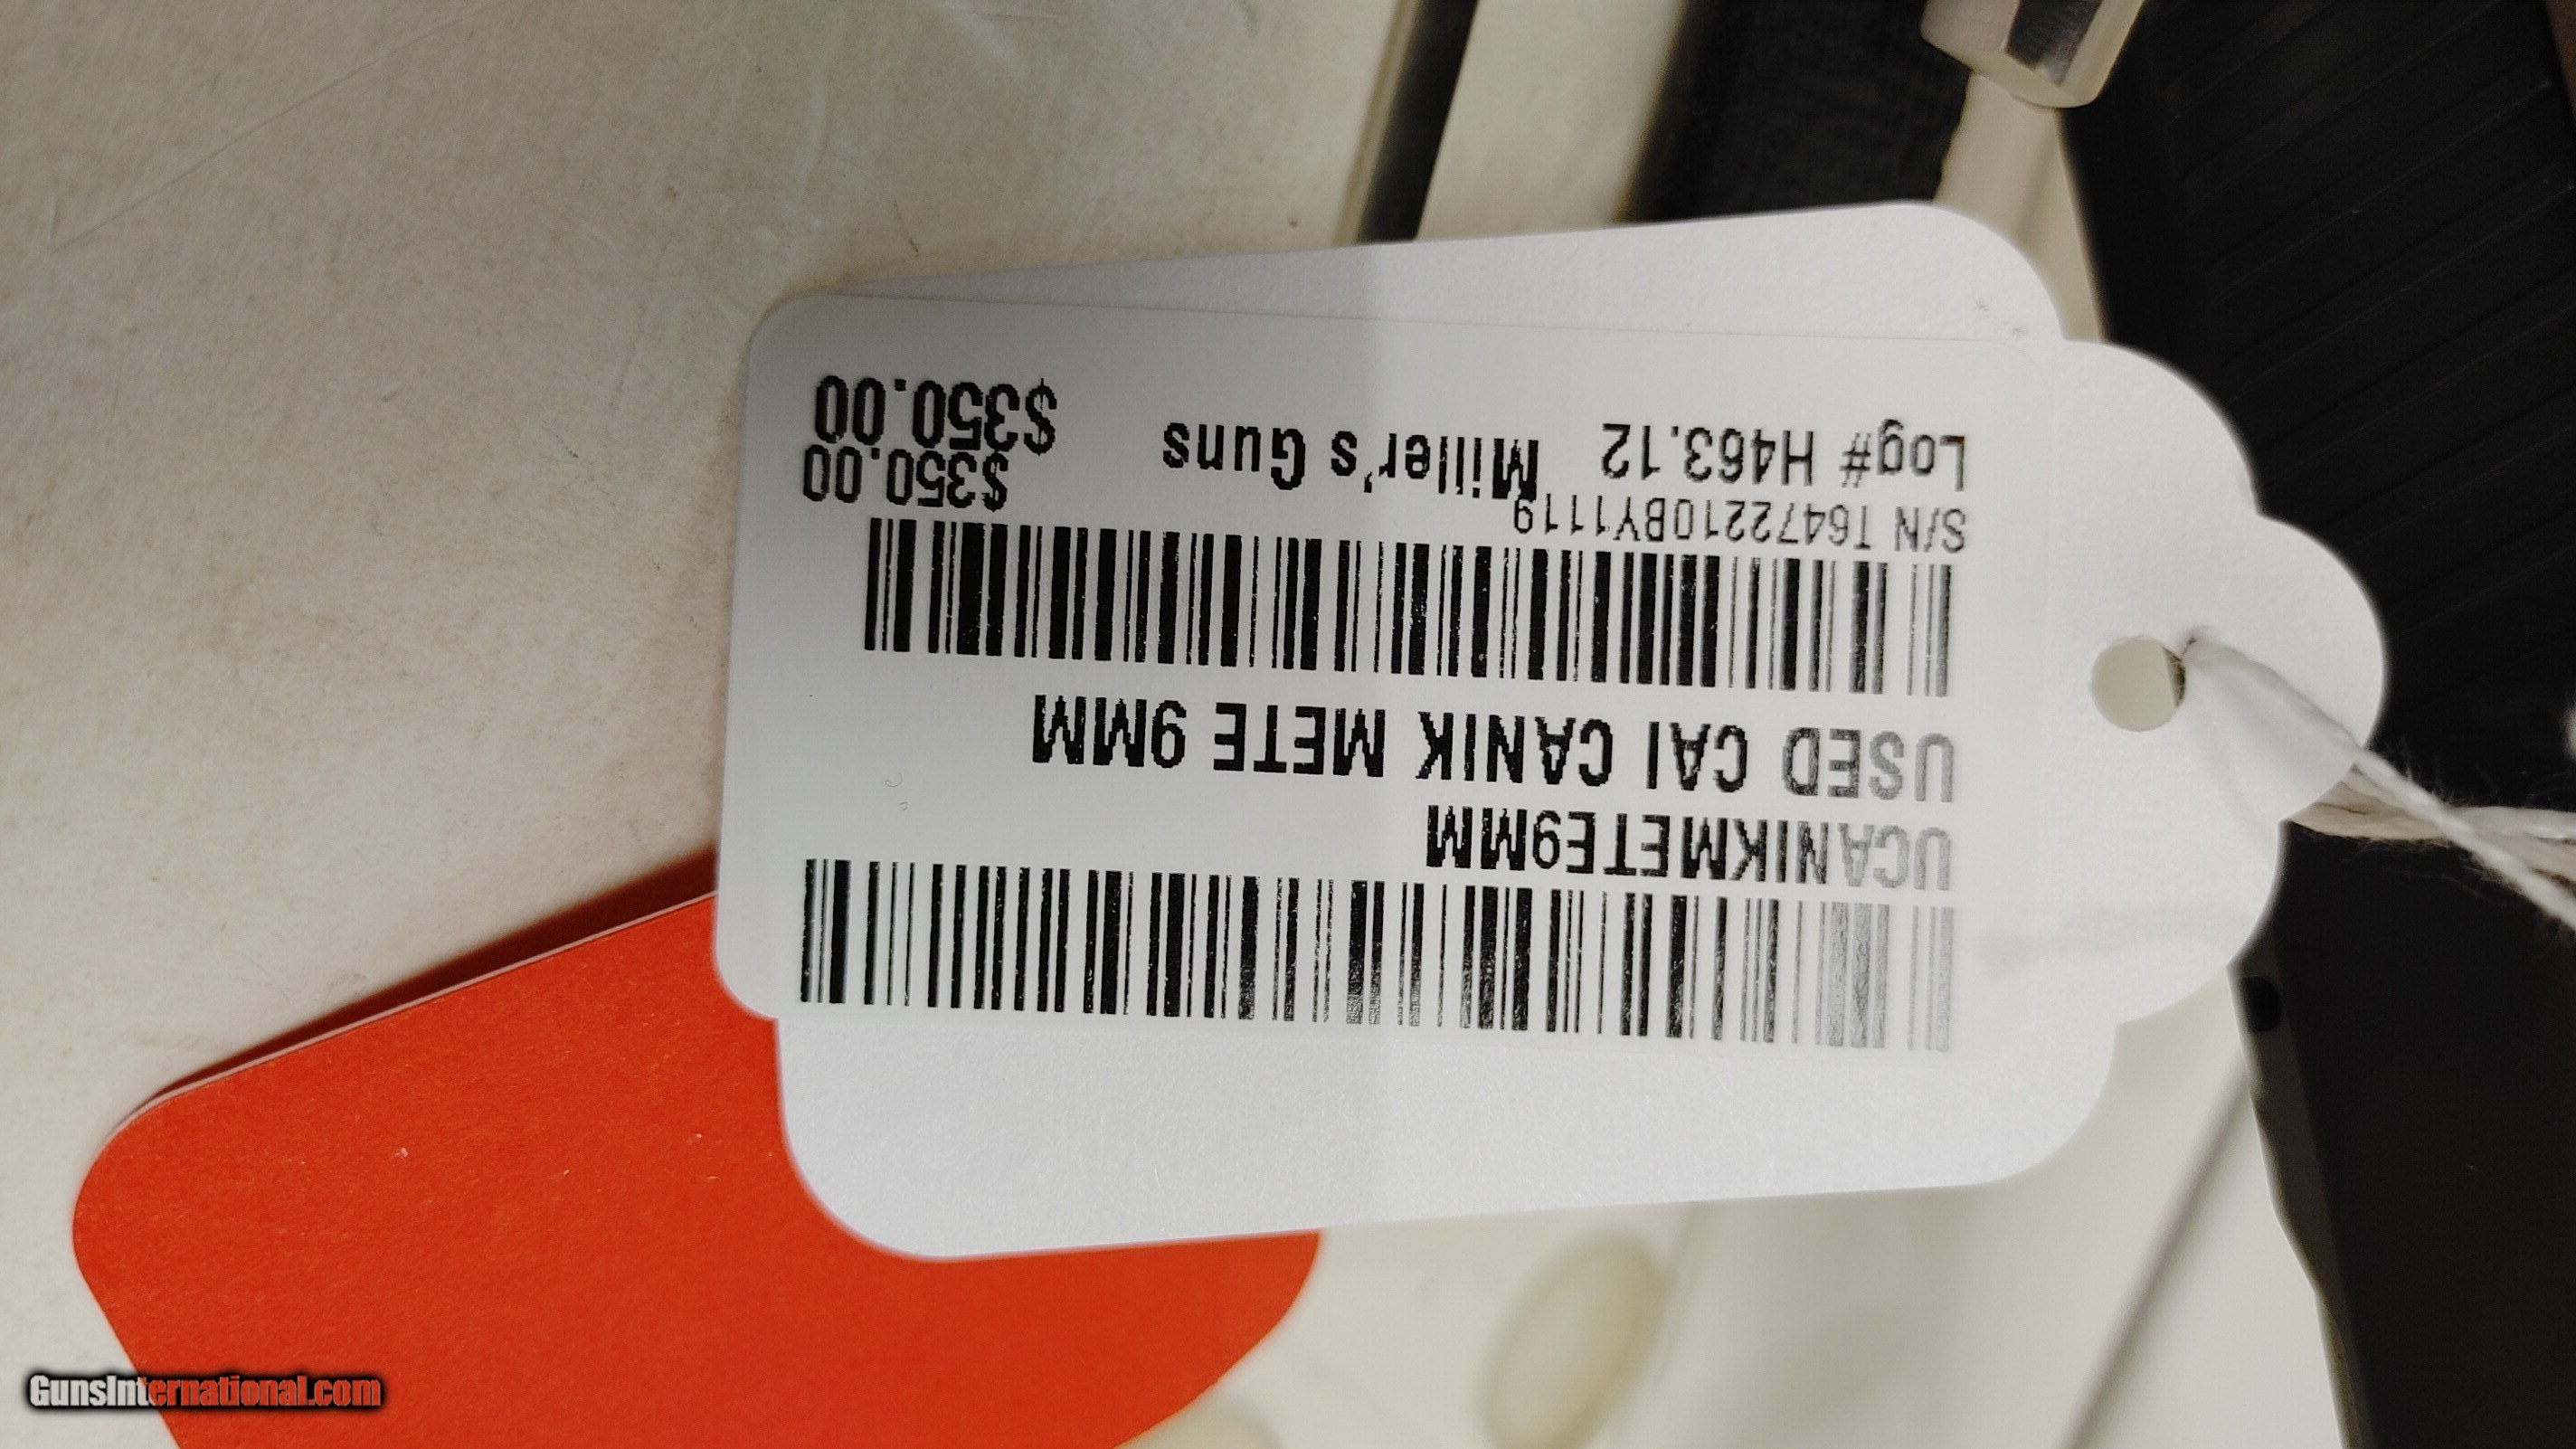 UCANIKMETE9MM
USED CAI CANIK METE 9MM
S/N T6472210BY1119 $350.00
Log# H463.12 Miller's Guns $350.00
GunsInternational.com